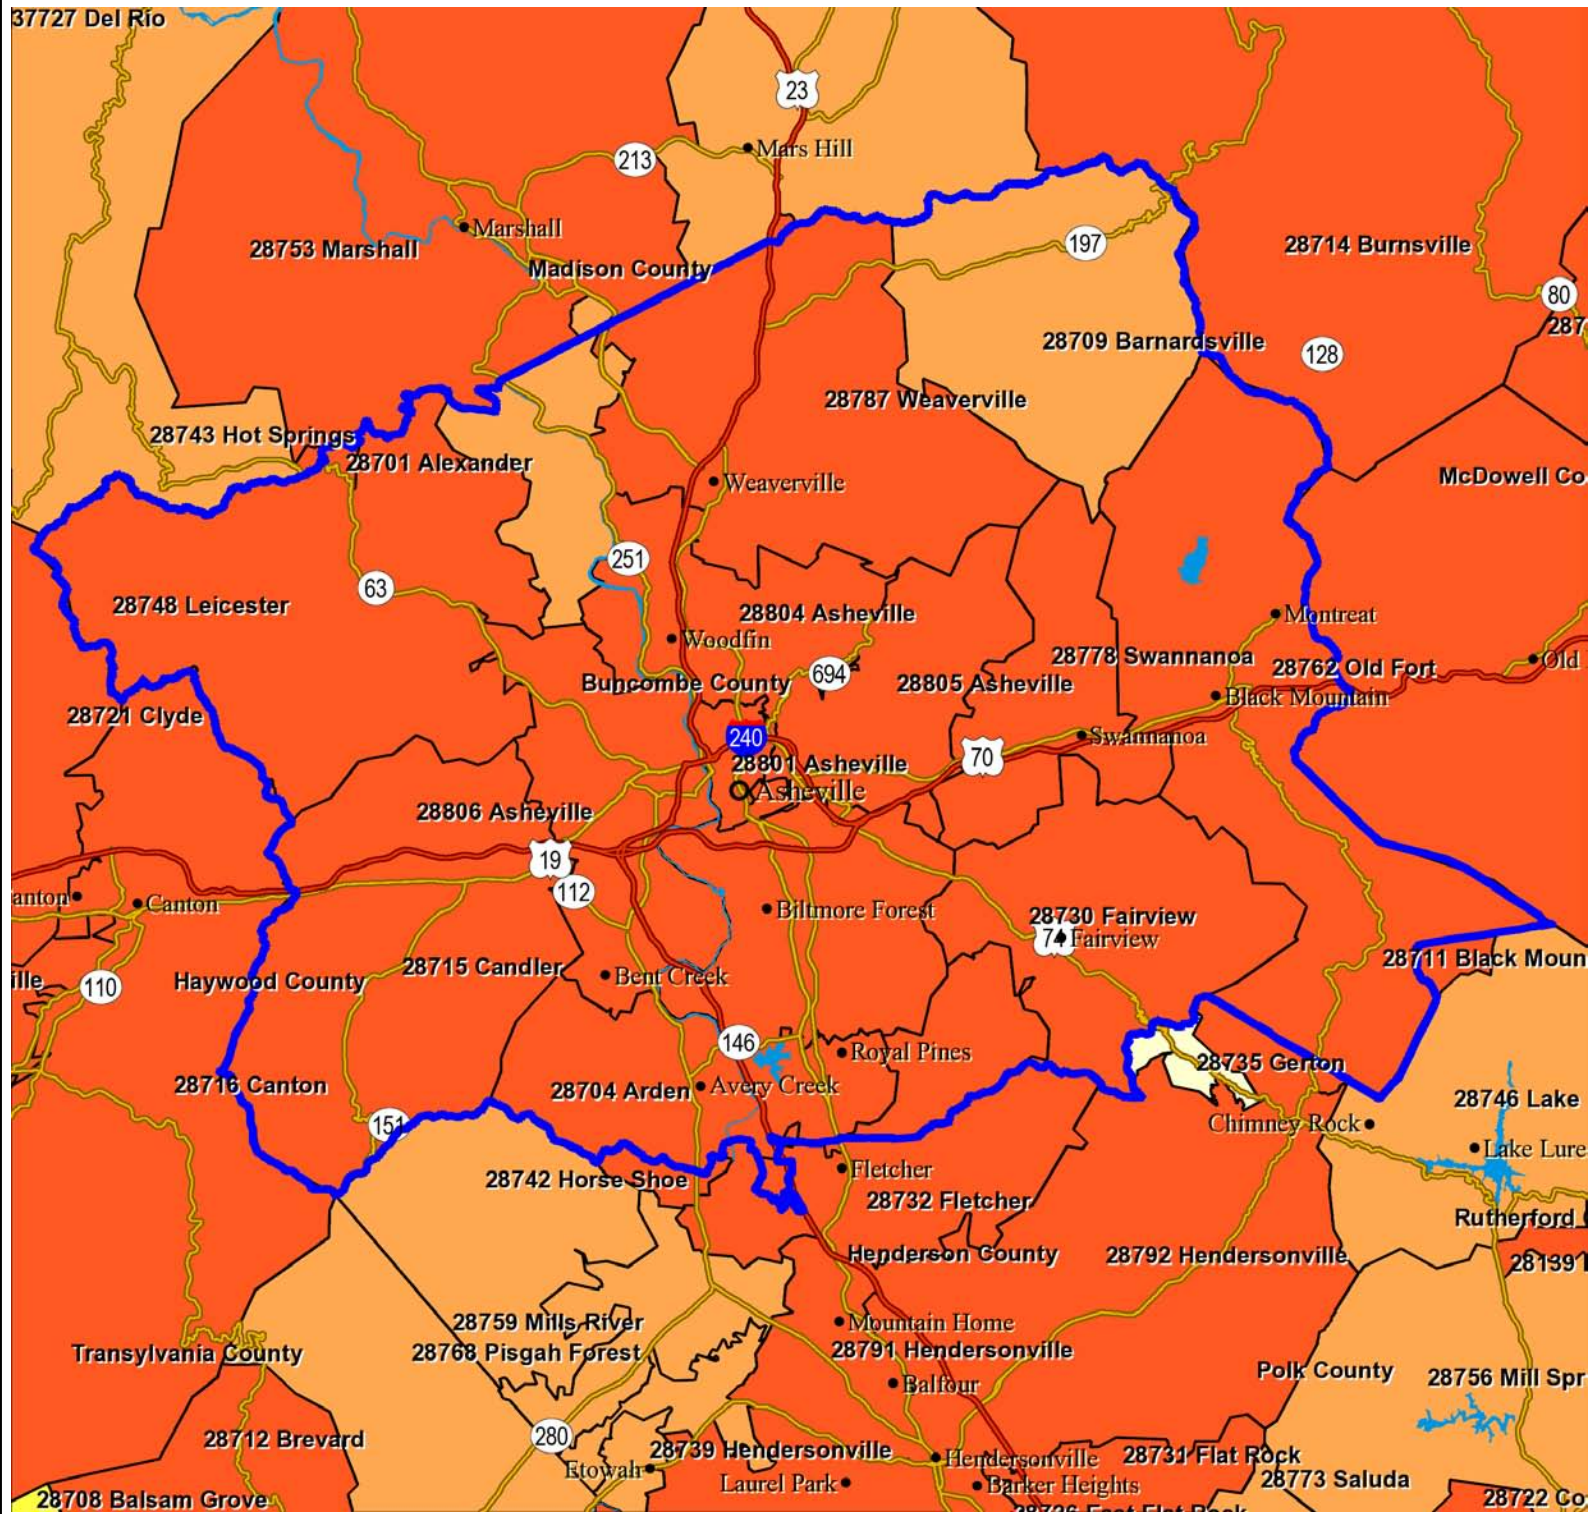 37727 Del Rio
23
Mars Hill
213
Marshall
28753 Marshall
Madison County
197
28714 Burnsville
80
287
28709 Barnardsville
128
28787 Weaverville
28743 Hot Springs
28701 Alexander
McDowell Co
Weaverville
251
63
28748 Leicester
28804 Asheville
Montreat
Woodfin
28778 Swannanoa
28762 Old Fort
Old
694
Buncombe County
28805 Asheville
Black Mountain
28721 Clyde
240
Swannanoa
70
28801 Asheville
Asheville
28806 Asheville
19
112
anton
Canton
Biltmore Forest
28730 Fairview
74
Fairview
28711 Black Moun
28715 Candler
Bent Creek
Haywood County
ille
110
146
Royal Pines
28735 Gerton
28716 Canton
28704 Arden
Avery Creek
28746 Lake
151
Chimney Rock
Lake Lure
Fletcher
28742 Horse Shoe
28732 Fletcher
Rutherford
Henderson County
28792 Hendersonville
28139
Mountain Home
28759 Mills River
28768 Pisgah Forest
28791 Hendersonville
Transylvania County
Polk County
28756 Mill Spr
Balfour
280
28712 Brevard
28739 Hendersonville
Hendersonville
28731 Flat Rock
Etowah
Laurel Park
Barker Heights
28773 Saluda
28708 Balsam Grove
28722 Co
28726 East Flat Rock